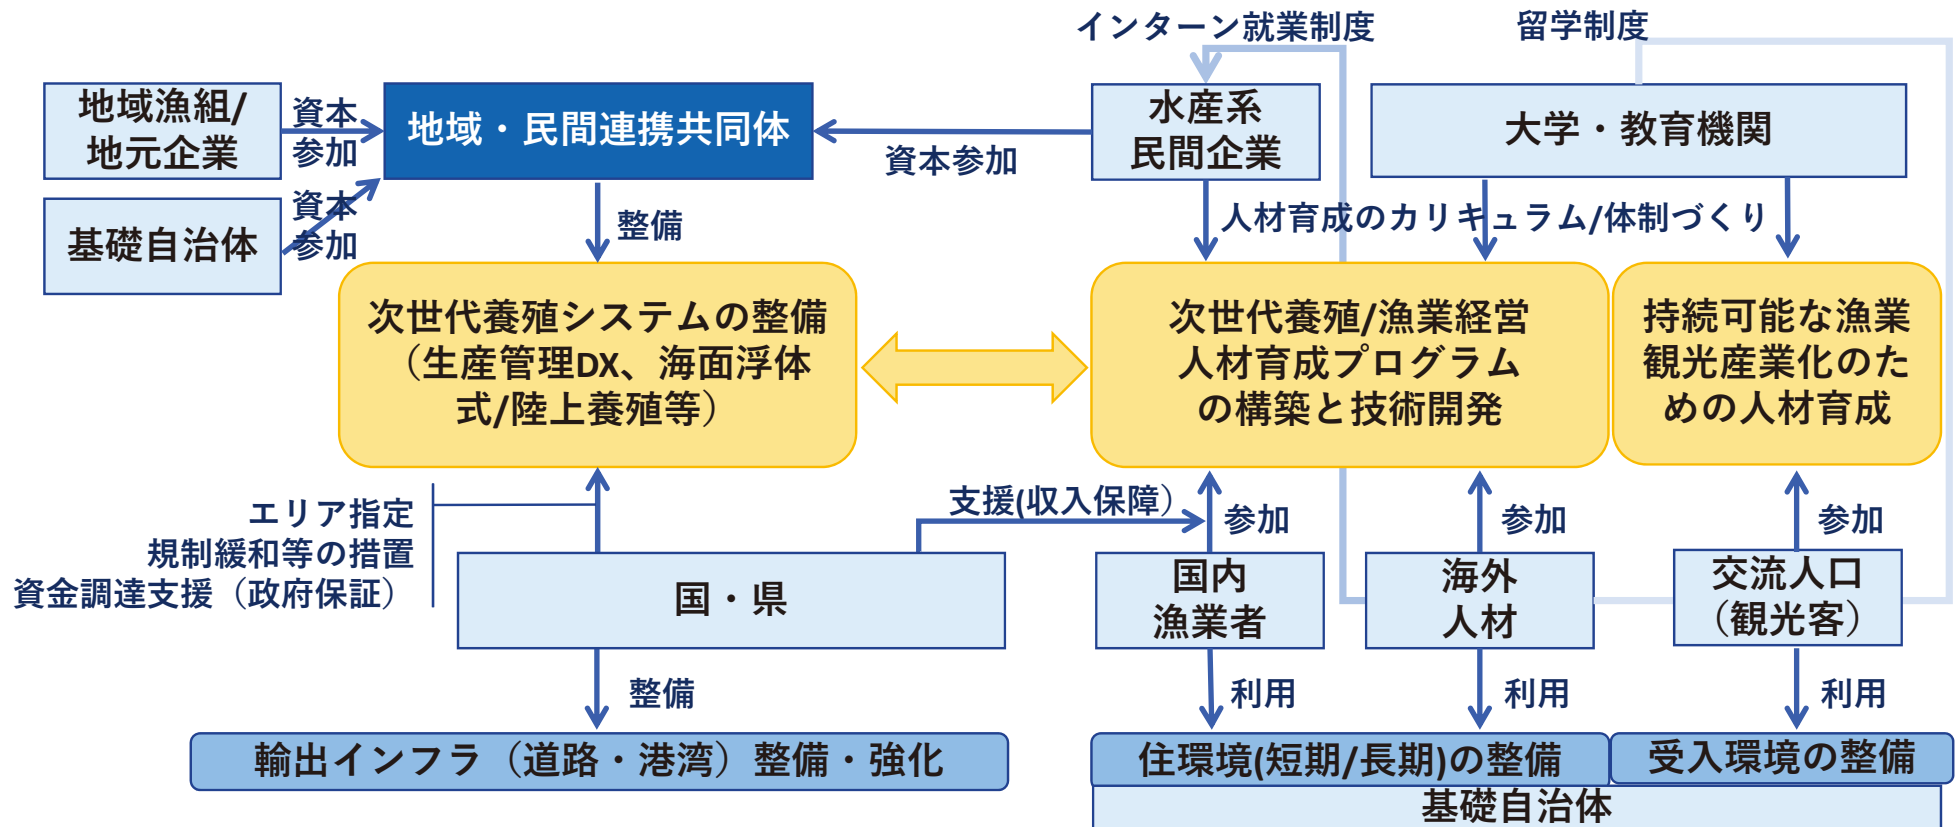 インターン就業制度
留学制度
地域漁組/
地元企業
資本
参加
地域・民間連携共同体
資本参加
水産系
民間企業
大学・教育機関
基礎自治体
資本
参加
整備
人材育成のカリキュラム/体制づくり
次世代養殖システムの整備
（生産管理DX、海面浮体
式/陸上養殖等）
次世代養殖/漁業経営
人材育成プログラム
の構築と技術開発
持続可能な漁業
観光産業化のた
めの人材育成
エリア指定
規制緩和等の措置
資金調達支援（政府保証）
支援(収入保障）
参加
参加
参加
国・県
国内
漁業者
海外
人材
交流人口
（観光客）
整備
利用
利用
利用
輸出インフラ（道路・港湾）整備・強化
住環境(短期/長期)の整備
受入環境の整備
基礎自治体